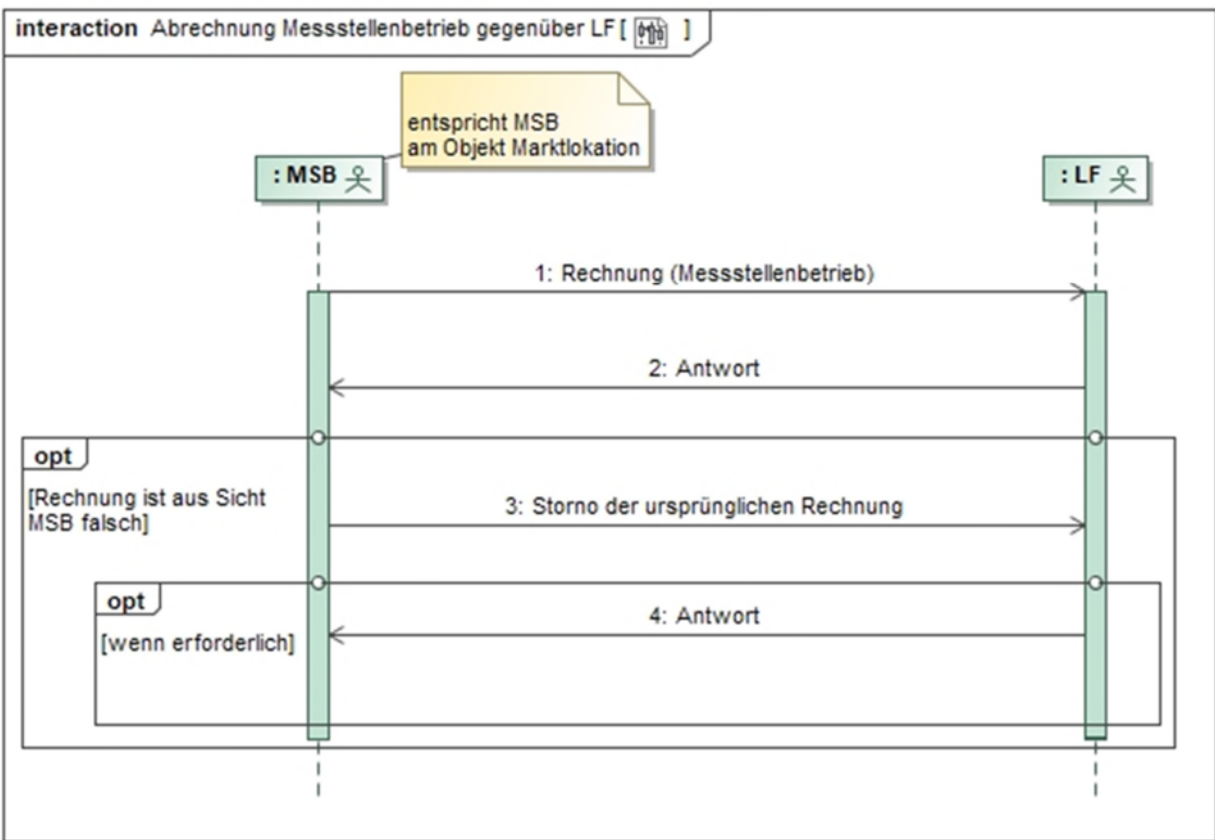 interaction Abrechnung Messstellenbetrieb gegenüber LF [ ]
entspricht MSB
am Objekt Marktlokation
: MSB
: LF
1: Rechnung (Messstellenbetrieb)
2: Antwort
opt
[Rechnung ist aus Sicht
MSB falsch]
3: Storno der ursprünglichen Rechnung
opt
4: Antwort
[wenn erforderlich]